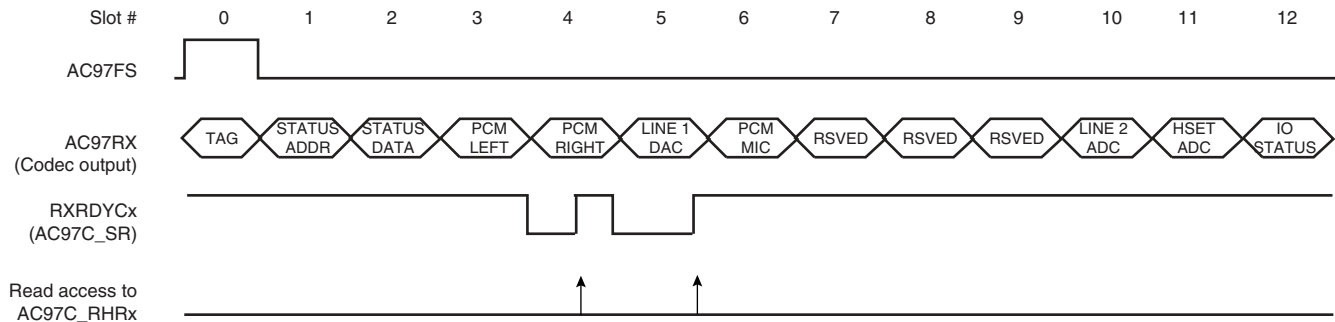 Slot # 0 1 2 3 4 5 6 7 8 9 10 11 12
AC97FS
AC97RX
(Codec output)
TAG
STATUS
ADDR
STATUS
DATA
PCM
LEFT
PCM
RIGHT
LINE 1
DAC
PCM
MIC
RSVED
RSVED
RSVED
LINE 2
ADC
HSET
ADC
IO
STATUS
RXRDYCx
(AC97C_SR)
Read access to
AC97C_RHRx